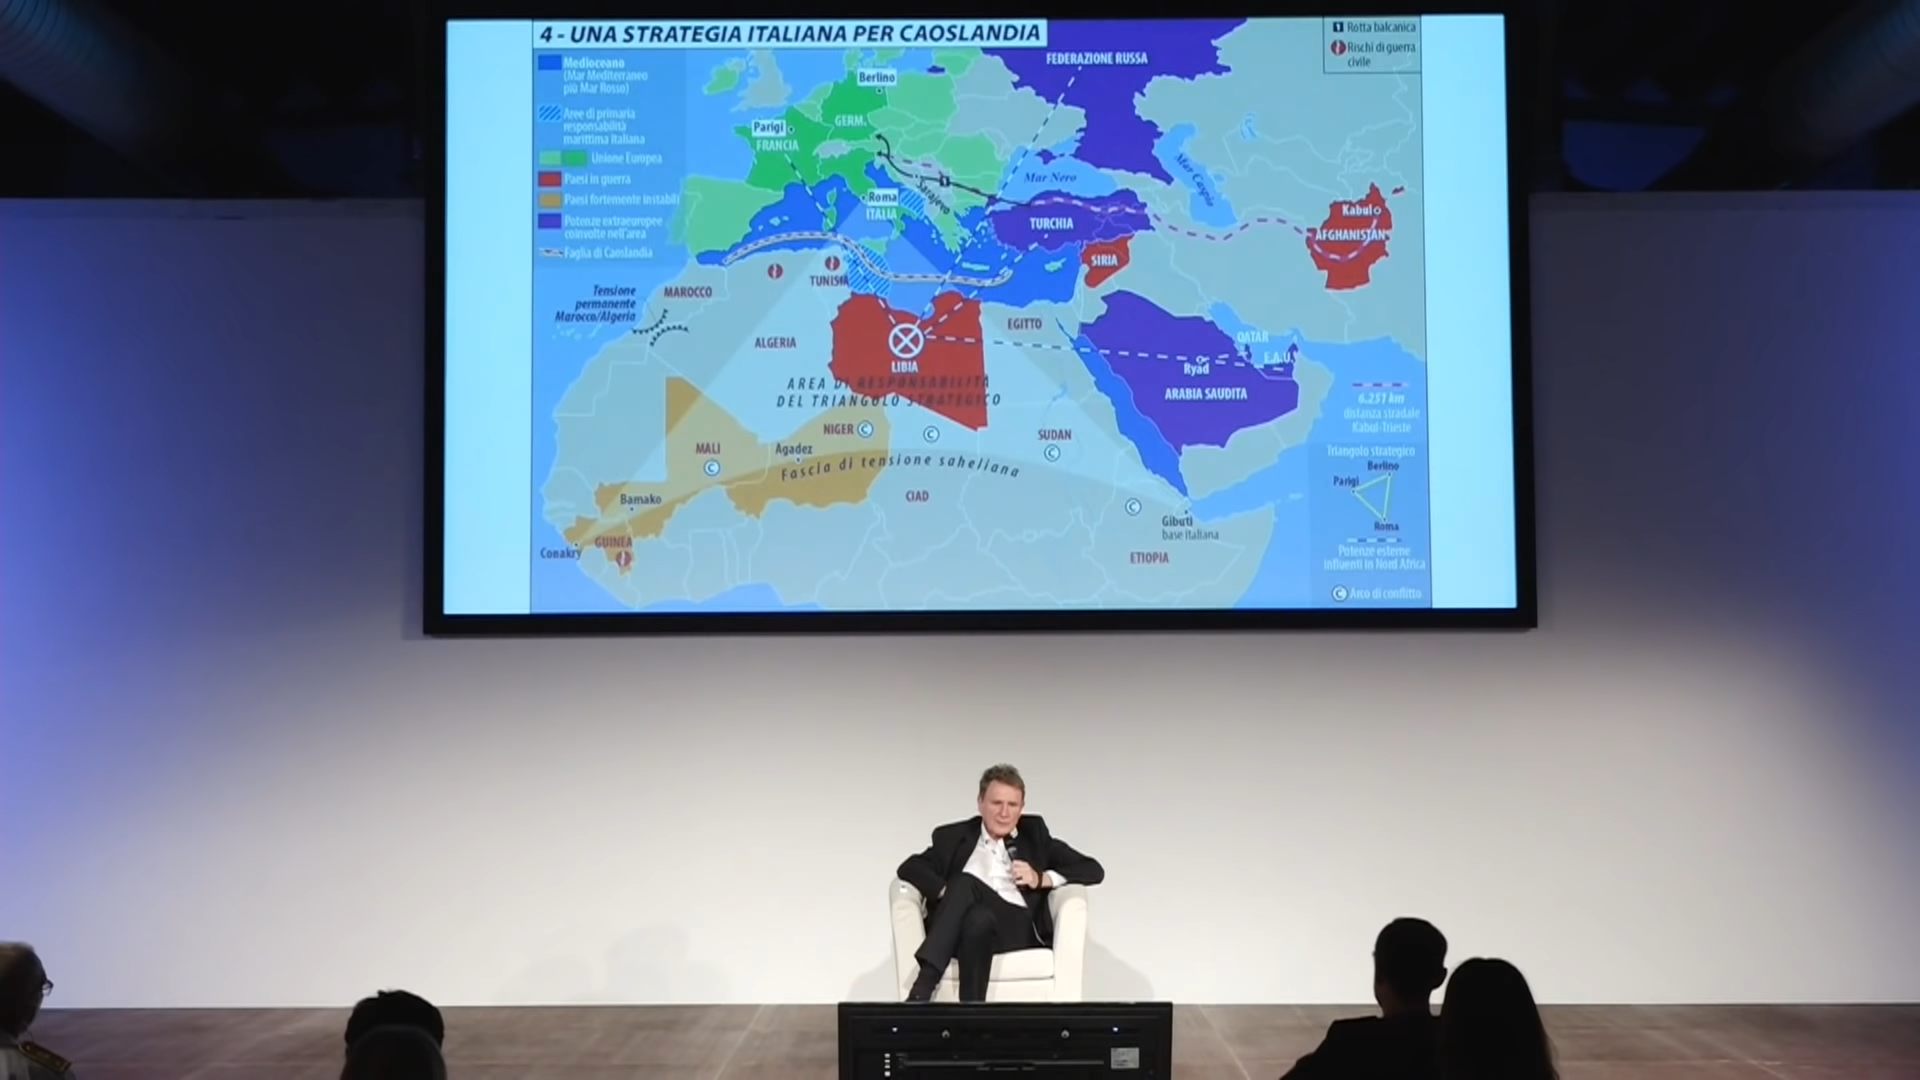 4 - UNA STRATEGIA ITALIANA PER CAOSLANDIA
Medioceano
(Mar Mediterraneo
più Mar Rosso)
Aree di primaria
responsabilità
marittima italiana
Unione Europea
Paesi in guerra
Paesi fortemente instabili
Potenze extraeuropee
coinvolte nell'area
Faglia di Caoslandia
Rotta balcanica
Rischi di guerra
civile
FEDERAZIONE RUSSA
Berlino
GERM.
Parigi
FRANCIA
Roma
ITALIA
Sarajevo
Mar Nero
Mar Caspio
TURCHIA
SIRIA
Kabul
AFGHANISTAN
Tensione
permanente
Marocco/Algeria
MAROCCO
TUNISIA
ALGERIA
LIBIA
EGITTO
QATAR
E.A.U.
Ryad
ARABIA SAUDITA
AREA DI RESPONSABILITÀ
DEL TRIANGOLO STRATEGICO
MALI
NIGER
Agadez
SUDAN
Fascia di tensione saheliana
CIAD
Bamako
Conakry
GUINEA
Gibuti
base italiana
ETIOPIA
6.251 km
distanza stradale
Kabul-Trieste
Triangolo strategico
Berlino
Parigi
Roma
Potenze esterne
influenti in Nord Africa
Arco di conflitto